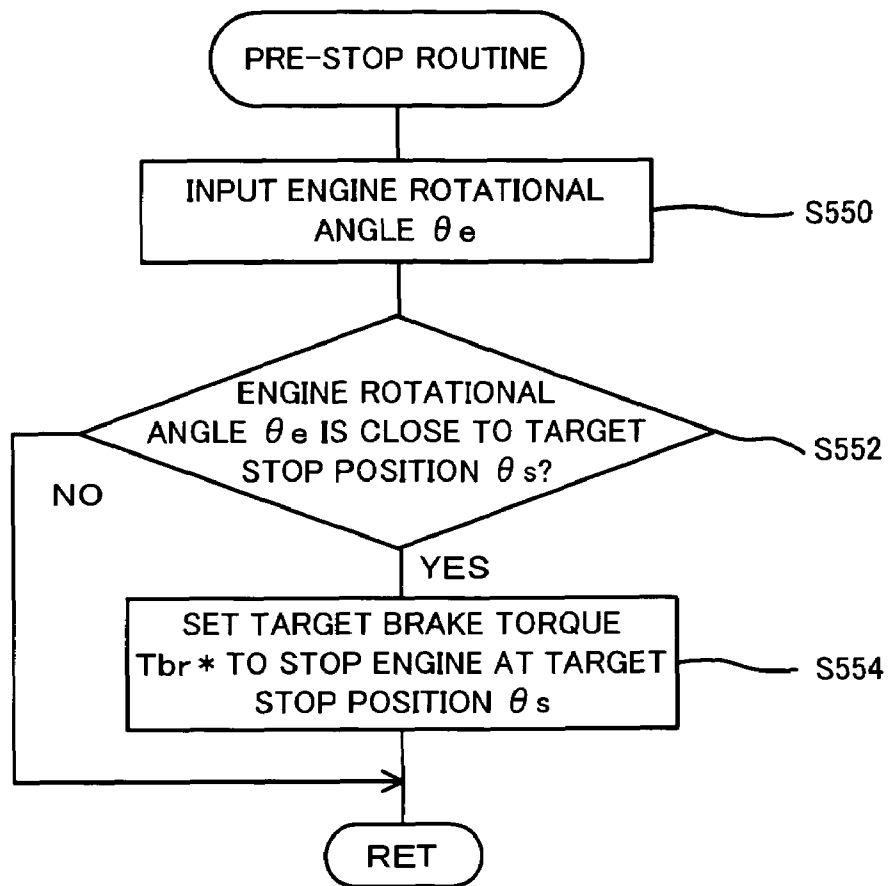 PRE-STOP ROUTINE
INPUT ENGINE ROTATIONAL
ANGLE θe
S550
ENGINE ROTATIONAL
ANGLE θe IS CLOSE TO TARGET
STOP POSITION θs?
S552
NO
YES
SET TARGET BRAKE TORQUE
Tbr* TO STOP ENGINE AT TARGET
STOP POSITION θs
S554
RET